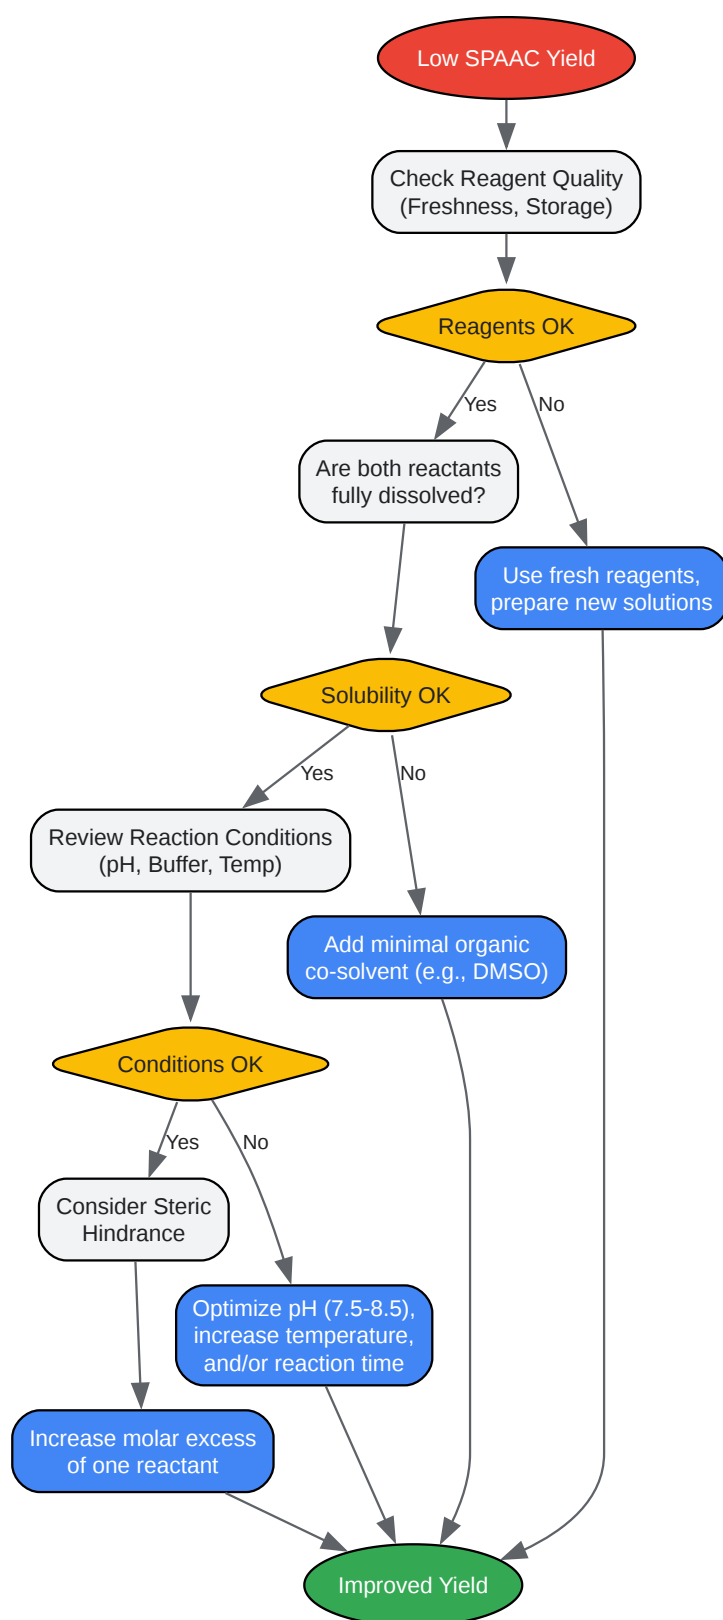 Low SPAAC Yield
Check Reagent Quality
(Freshness, Storage)
Reagents OK
Yes
No
Are both reactants
fully dissolved?
Use fresh reagents,
prepare new solutions
Solubility OK
Yes
No
Review Reaction Conditions
(pH, Buffer, Temp)
Add minimal organic
co-solvent (e.g., DMSO)
Conditions OK
Yes
No
Consider Steric
Hindrance
Optimize pH (7.5-8.5),
increase temperature,
and/or reaction time
Increase molar excess
of one reactant
Improved Yield